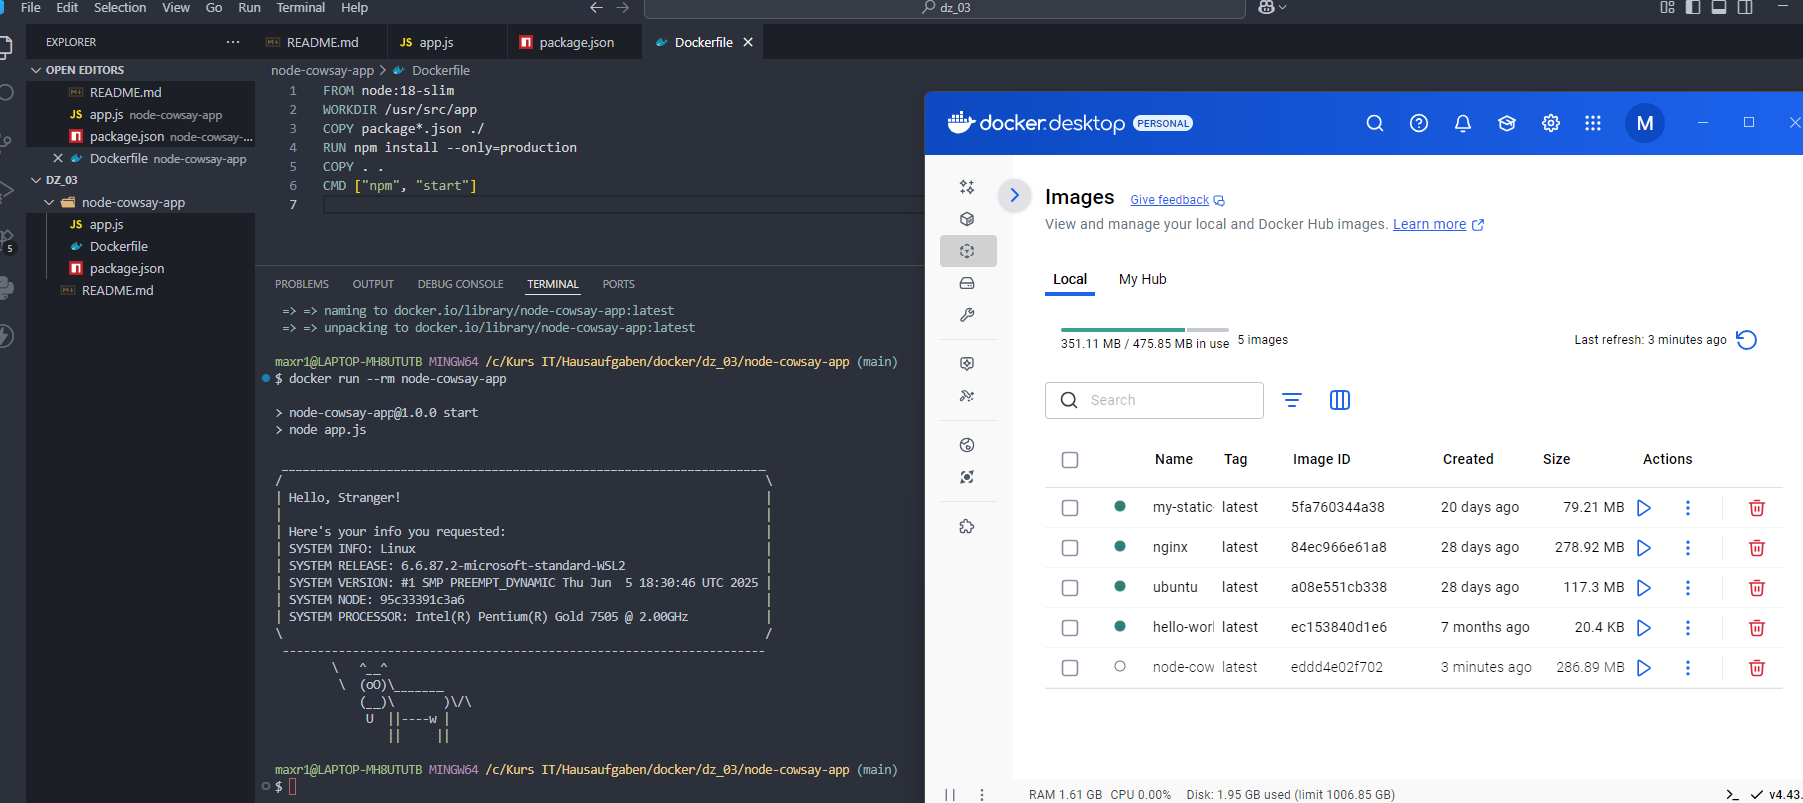 File Edit Selection View Go Run Terminal Help
dz_03
EXPLORER
OPEN EDITORS
README.md
JS app.js node-cowsay-app
package.json node-cowsay-...
Dockerfile node-cowsay-app
DZ_03
node-cowsay-app
JS app.js
Dockerfile
package.json
README.md
5
README.md
JS app.js
package.json
Dockerfile
node-cowsay-app > Dockerfile
1 FROM node:18-slim
2 WORKDIR /usr/src/app
3 COPY package*.json ./
4 RUN npm install --only=production
5 COPY . .
6 CMD ["npm", "start"]
7
PROBLEMS OUTPUT DEBUG CONSOLE TERMINAL PORTS
=> => naming to docker.io/library/node-cowsay-app:latest
=> => unpacking to docker.io/library/node-cowsay-app:latest
maxr1@LAPTOP-MH8UTUTB MINGW64 /c/Kurs IT/Hausaufgaben/docker/dz_03/node-cowsay-app (main)
$ docker run --rm node-cowsay-app
> node-cowsay-app@1.0.0 start
> node app.js
 _____________________________________________________________________
/                                                                     \
| Hello, Stranger!                                                    |
|                                                                     |
| Here's your info you requested:                                     |
| SYSTEM INFO: Linux                                                  |
| SYSTEM RELEASE: 6.6.87.2-microsoft-standard-WSL2                    |
| SYSTEM VERSION: #1 SMP PREEMPT_DYNAMIC Thu Jun  5 18:30:46 UTC 2025 |
| SYSTEM NODE: 95c33391c3a6                                           |
| SYSTEM PROCESSOR: Intel(R) Pentium(R) Gold 7505 @ 2.00GHz           |
\                                                                     /
 ---------------------------------------------------------------------
        \   ^__^
         \  (oO)\_______
            (__)\       )\/\
             U  ||----w |
                ||     ||
maxr1@LAPTOP-MH8UTUTB MINGW64 /c/Kurs IT/Hausaufgaben/docker/dz_03/node-cowsay-app (main)
$
docker.desktop PERSONAL
M
Images Give feedback
View and manage your local and Docker Hub images. Learn more
Local My Hub
351.11 MB / 475.85 MB in use 5 images
Last refresh: 3 minutes ago
Search
Name Tag Image ID Created Size Actions
my-static- latest 5fa760344a38 20 days ago 79.21 MB
nginx latest 84ec966e61a8 28 days ago 278.92 MB
ubuntu latest a08e551cb338 28 days ago 117.3 MB
hello-worl latest ec153840d1e6 7 months ago 20.4 KB
node-cow latest eddd4e02f702 3 minutes ago 286.89 MB
RAM 1.61 GB CPU 0.00% Disk: 1.95 GB used (limit 1006.85 GB)
v4.43.